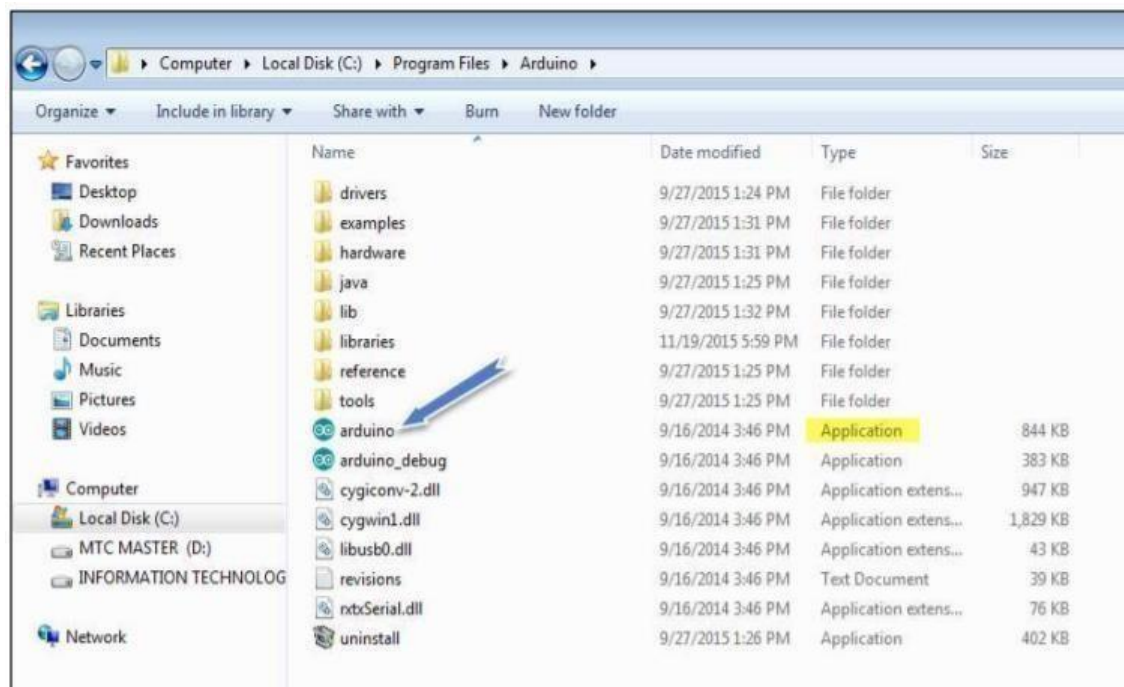 Computer Local Disk (C:) Program Files Arduino
Organize Include in library Share with Burn New folder
Favorites
Desktop
Downloads
Recent Places
Libraries
Documents
Music
Pictures
Videos
Computer
Local Disk (C:)
MTC MASTER (D:)
INFORMATION TECHNOLOG
Network
Name Date modified Type Size
drivers 9/27/2015 1:24 PM File folder
examples 9/27/2015 1:31 PM File folder
hardware 9/27/2015 1:31 PM File folder
java 9/27/2015 1:25 PM File folder
lib 9/27/2015 1:32 PM File folder
libraries 11/19/2015 5:59 PM File folder
reference 9/27/2015 1:25 PM File folder
tools 9/27/2015 1:25 PM File folder
arduino 9/16/2014 3:46 PM Application 844 KB
arduino_debug 9/16/2014 3:46 PM Application 383 KB
cygiconv-2.dll 9/16/2014 3:46 PM Application extens... 947 KB
cygwin1.dll 9/16/2014 3:46 PM Application extens... 1,829 KB
libusb0.dll 9/16/2014 3:46 PM Application extens... 43 KB
revisions 9/16/2014 3:46 PM Text Document 39 KB
rxtxSerial.dll 9/16/2014 3:46 PM Application extens... 76 KB
uninstall 9/27/2015 1:26 PM Application 402 KB